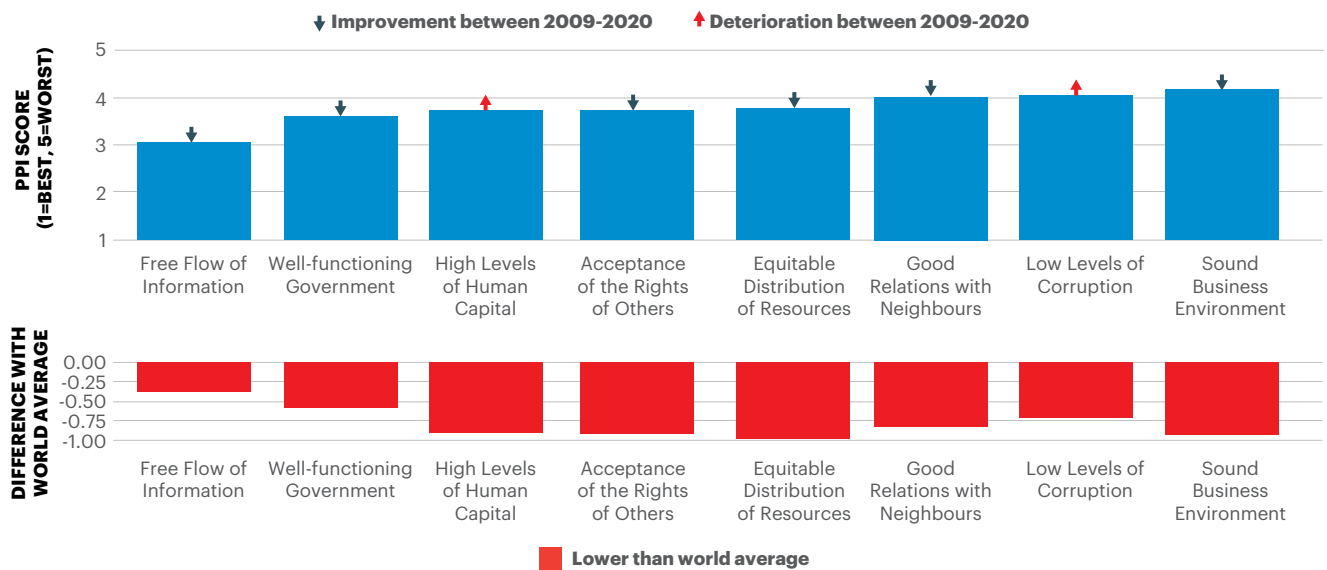 Improvement between 2009-2020
Deterioration between 2009-2020
PPI SCORE
(1=BEST, 5=WORST)
5
4
3
2
1
Free Flow of
Information
Well-functioning
Government
High Levels
of Human
Capital
Acceptance
of the Rights
of Others
Equitable
Distribution
of Resources
Good
Relations with
Neighbours
Low Levels of
Corruption
Sound
Business
Environment
DIFFERENCE WITH
WORLD AVERAGE
0.00
-0.25
-0.50
-0.75
-1.00
Free Flow of
Information
Well-functioning
Government
High Levels
of Human
Capital
Acceptance
of the Rights
of Others
Equitable
Distribution
of Resources
Good
Relations with
Neighbours
Low Levels of
Corruption
Sound
Business
Environment
Lower than world average